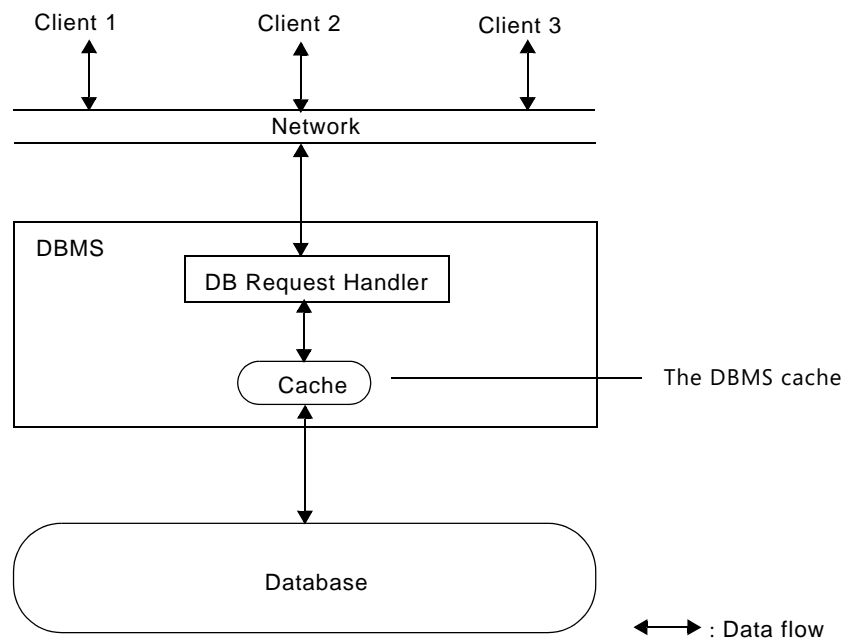 Client 1
Client 2
Client 3
Network
DBMS
DB Request Handler
Cache
The DBMS cache
Database
: Data flow